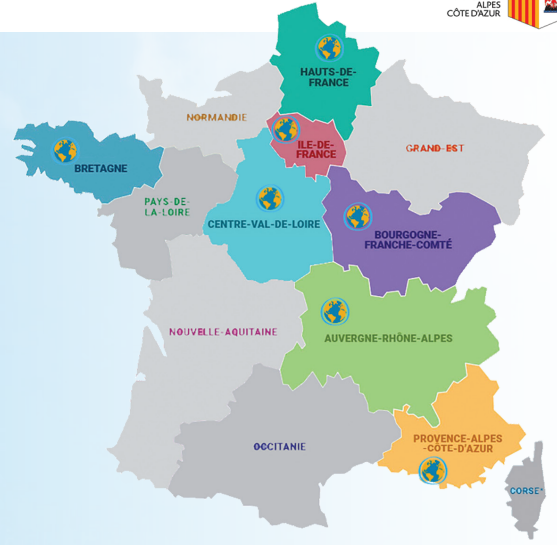 ALPES
CÔTE D'AZUR
HAUTS-DE-
FRANCE
NORMANDIE
ILE-DE-
FRANCE
GRAND-EST
BRETAGNE
PAYS-DE-
LA-LOIRE
CENTRE-VAL-DE-LOIRE
BOURGOGNE-
FRANCHE-COMTÉ
NOUVELLE-AQUITAINE
AUVERGNE-RHÔNE-ALPES
PROVENCE-ALPES
-CÔTE-D'AZUR
OCCITANIE
CORSE*